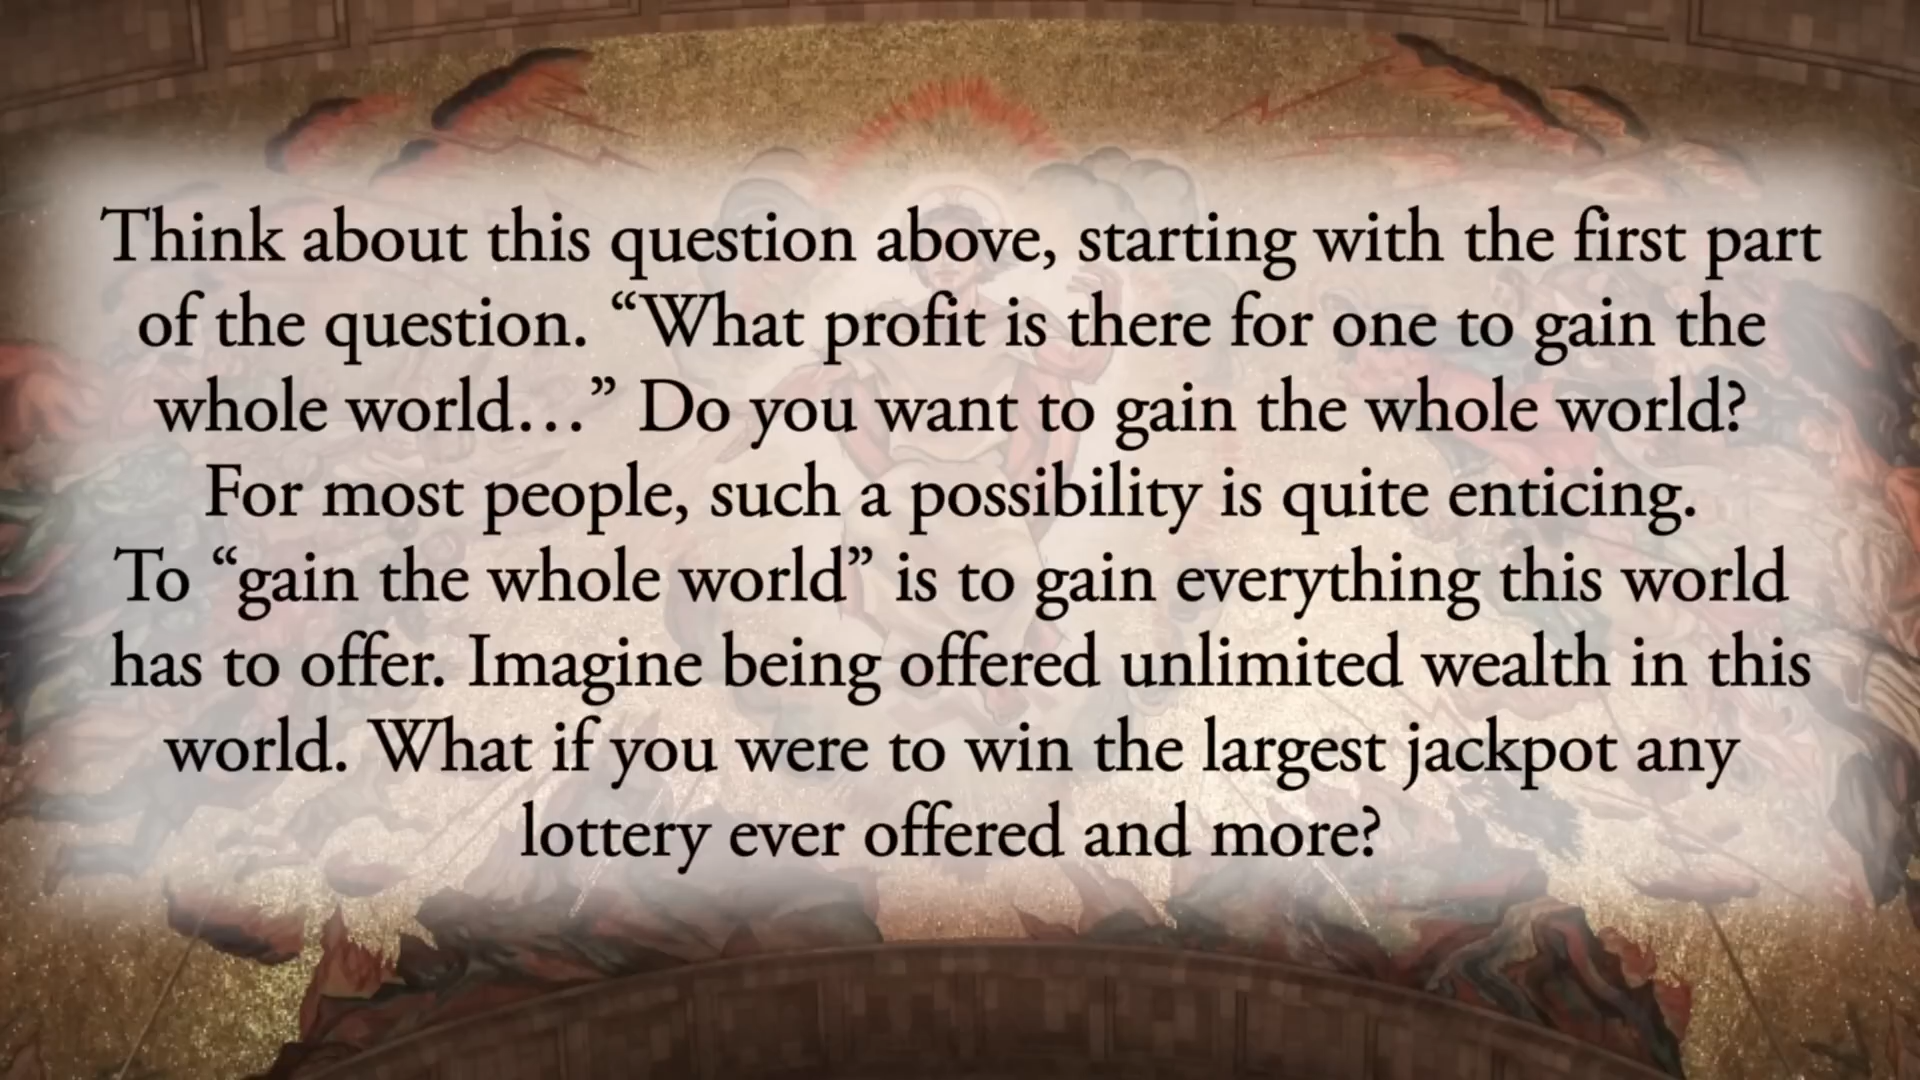 Think about this question above, starting with the first part
of the question. “What profit is there for one to gain the
whole world…” Do you want to gain the whole world?
For most people, such a possibility is quite enticing.
To “gain the whole world” is to gain everything this world
has to offer. Imagine being offered unlimited wealth in this
world. What if you were to win the largest jackpot any
lottery ever offered and more?